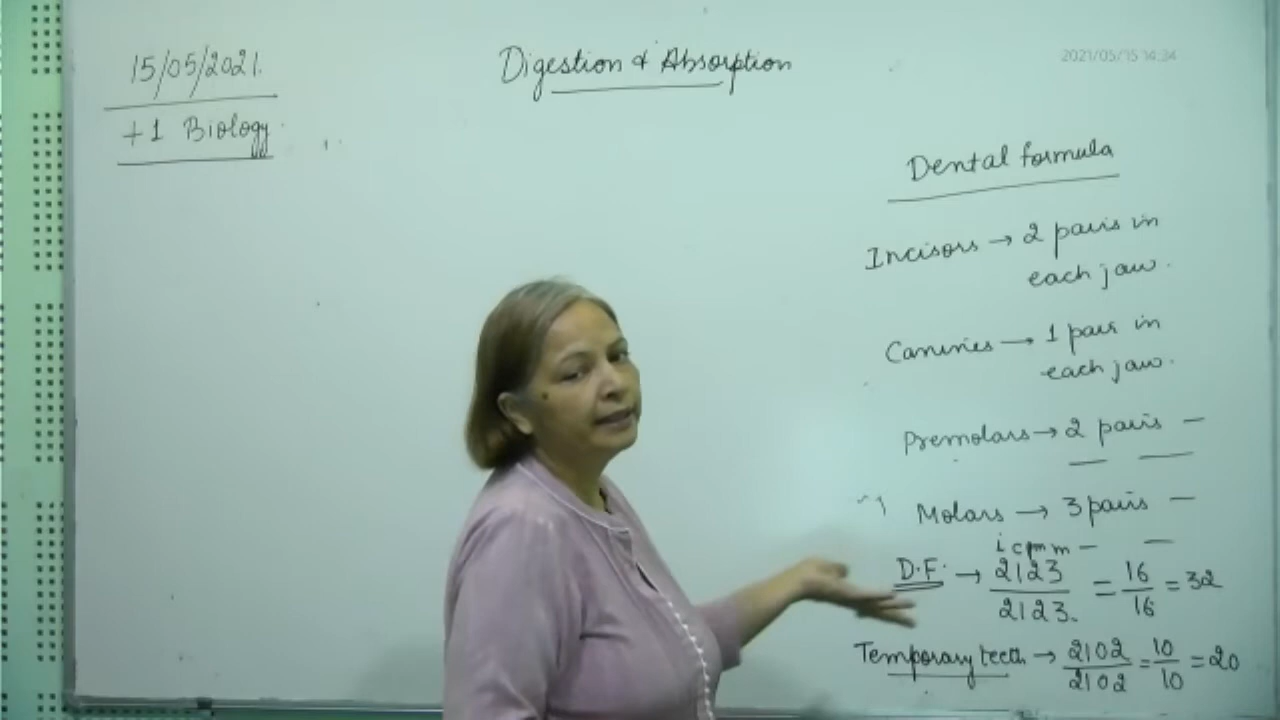 15/05/2021.
+1 Biology
Digestion & Absorption
2021/05/15 14:34
Dental formula
Incisors → 2 pairs in
each jaw.
Canines → 1 pair in
each jaw.
Premolars → 2 pairs —
— —
Molars → 3 pairs —
— —
i c pm m
D.F. → 2123/2123. = 16/16 = 32
Temporary teeth → 2102/2102 = 10/10 = 20